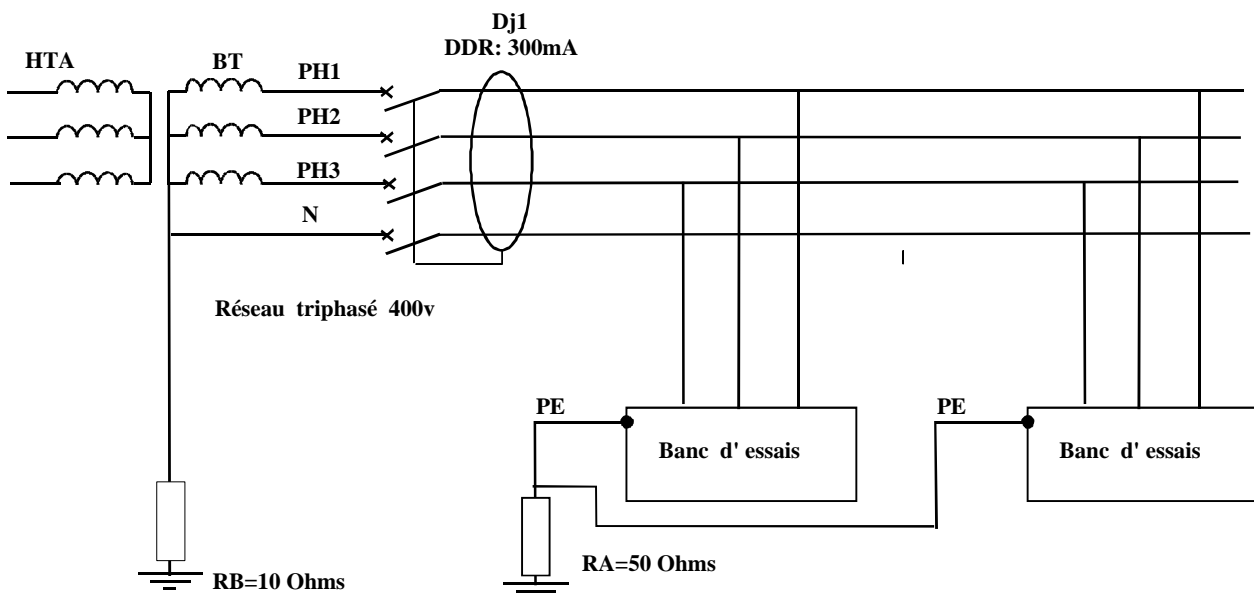 Dj1
DDR: 300mA
HTA
BT
PH1
PH2
PH3
N
Réseau triphasé 400v
PE
PE
Banc d' essais
Banc d' essais
RA=50 Ohms
RB=10 Ohms